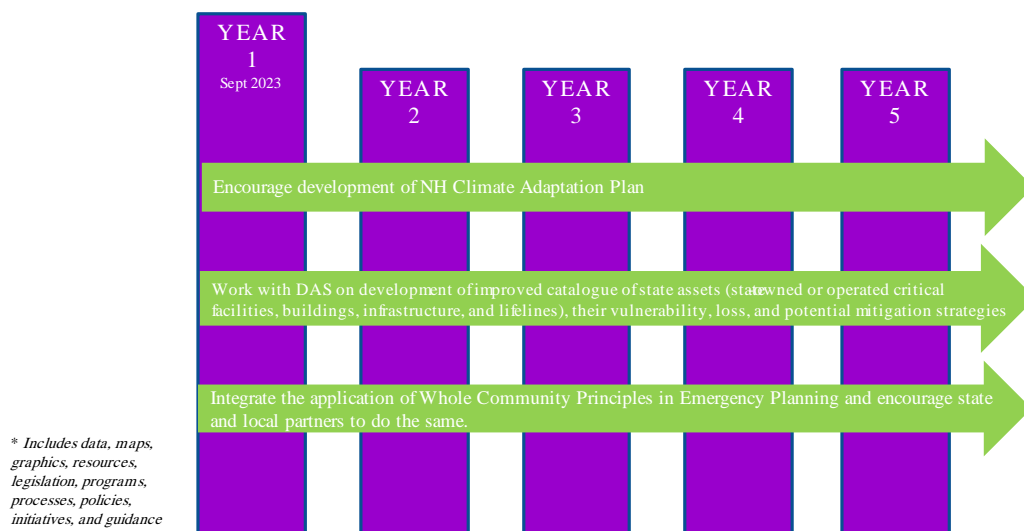 YEAR
1
Sept 2023
YEAR
2
YEAR
3
YEAR
4
YEAR
5
Encourage development of NH Climate Adaptation Plan
Work with DAS on development of improved catalogue of state assets (state-owned or operated critical
facilities, buildings, infrastructure, and lifelines), their vulnerability, loss, and potential mitigation strategies
Integrate the application of Whole Community Principles in Emergency Planning and encourage state
and local partners to do the same.
* Includes data, maps,
graphics, resources,
legislation, programs,
processes, policies,
initiatives, and guidance